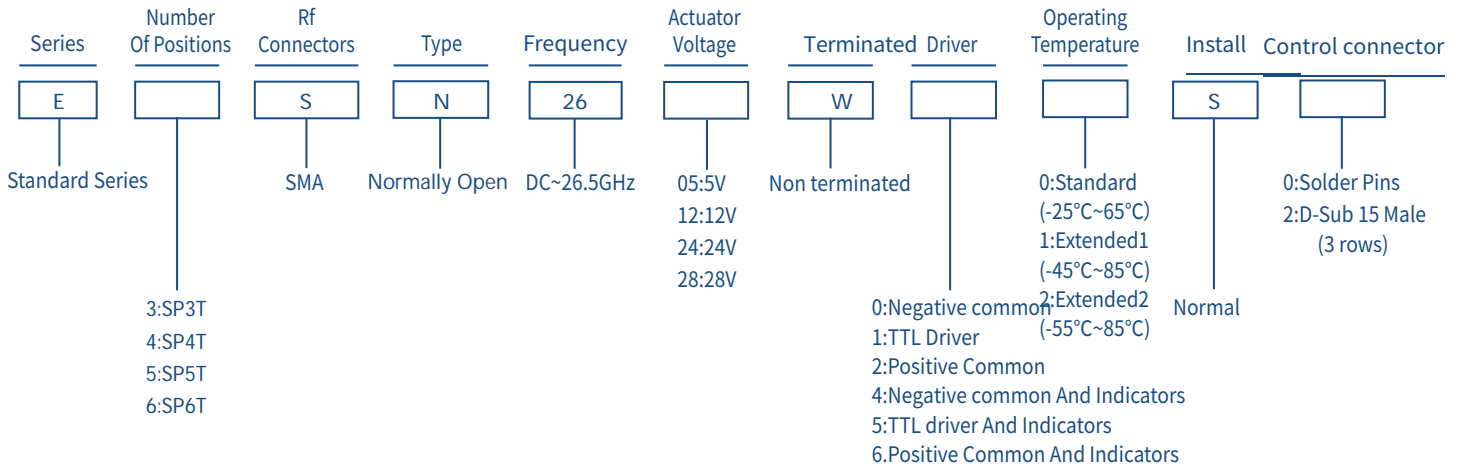 Series
Number
Of Positions
Rf
Connectors
Type
Frequency
Actuator
Voltage
Terminated
Driver
Operating
Temperature
Install
Control connector
E
S
N
26
W
S
Standard Series
3:SP3T
4:SP4T
5:SP5T
6:SP6T
SMA
Normally Open
DC~26.5GHz
05:5V
12:12V
24:24V
28:28V
Non terminated
0:Negative common
1:TTL Driver
2:Positive Common
4:Negative common And Indicators
5:TTL driver And Indicators
6.Positive Common And Indicators
0:Standard
(-25°C~65°C)
1:Extended1
(-45°C~85°C)
2:Extended2
(-55°C~85°C)
Normal
0:Solder Pins
2:D-Sub 15 Male
(3 rows)